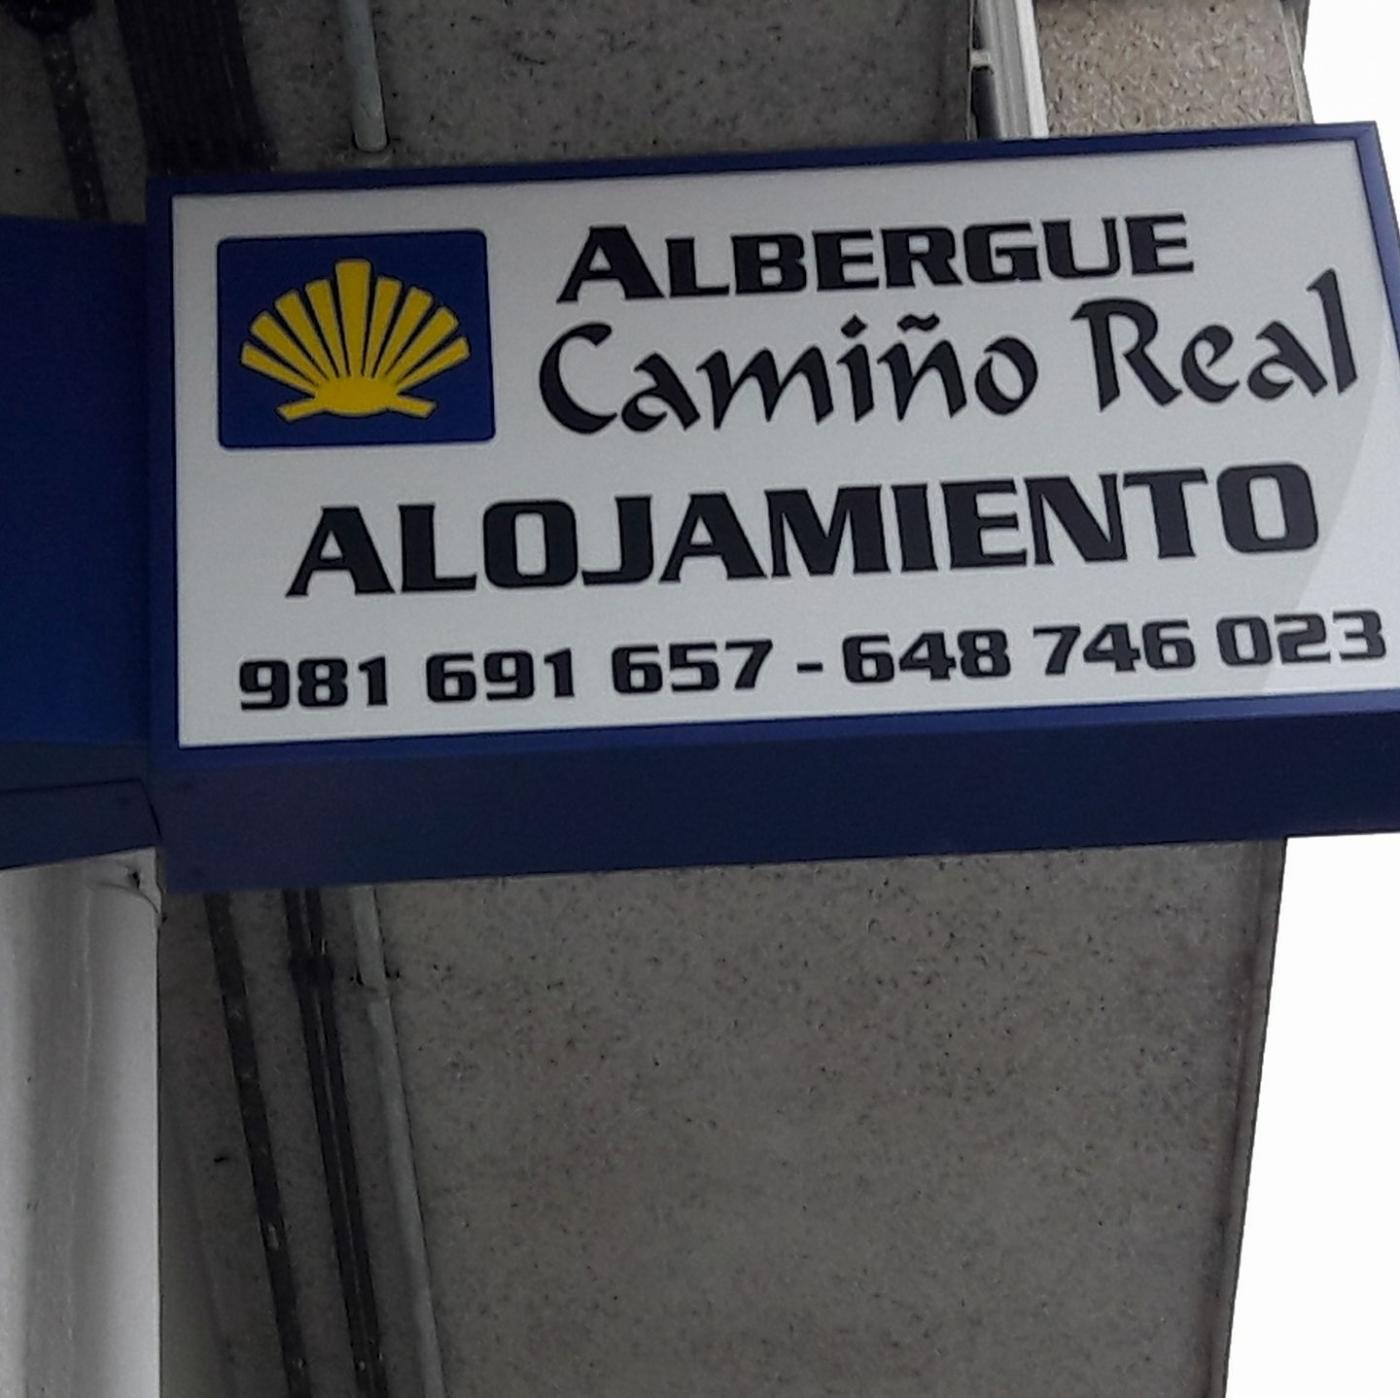 ALBERGUE
Camiño Real
ALOJAMIENTO
981 691 657 - 648 746 023